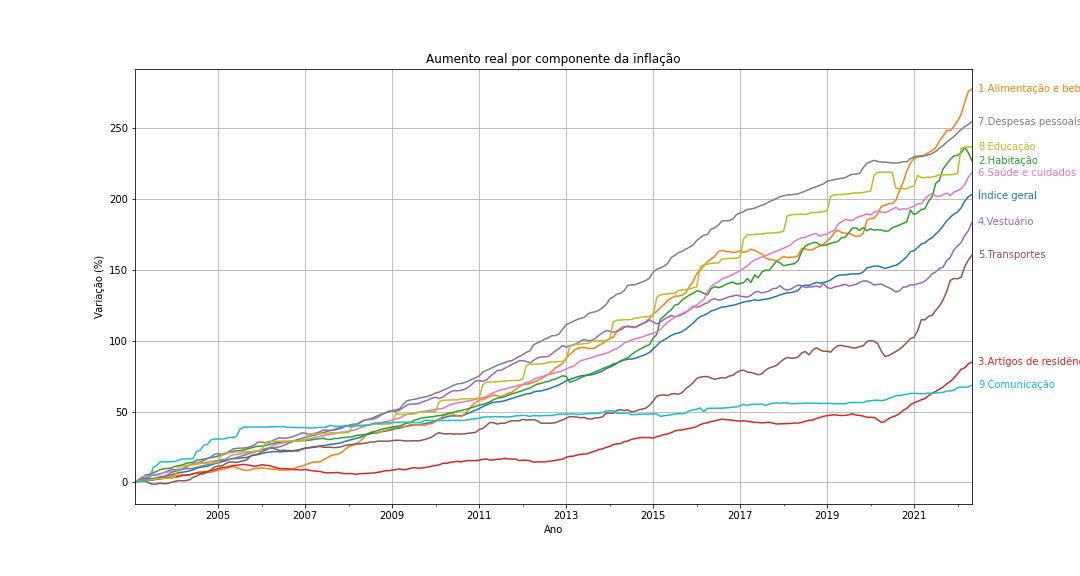 Aumento real por componente da inflação
Variação (%)
250
200
150
100
50
0
2005 2007 2009 2011 2013 2015 2017 2019 2021
Ano
1.Alimentação e beb
7.Despesas pessoais
8.Educação
2.Habitação
6.Saúde e cuidados
Índice geral
4.Vestuário
5.Transportes
3.Artigos de residên
9.Comunicação